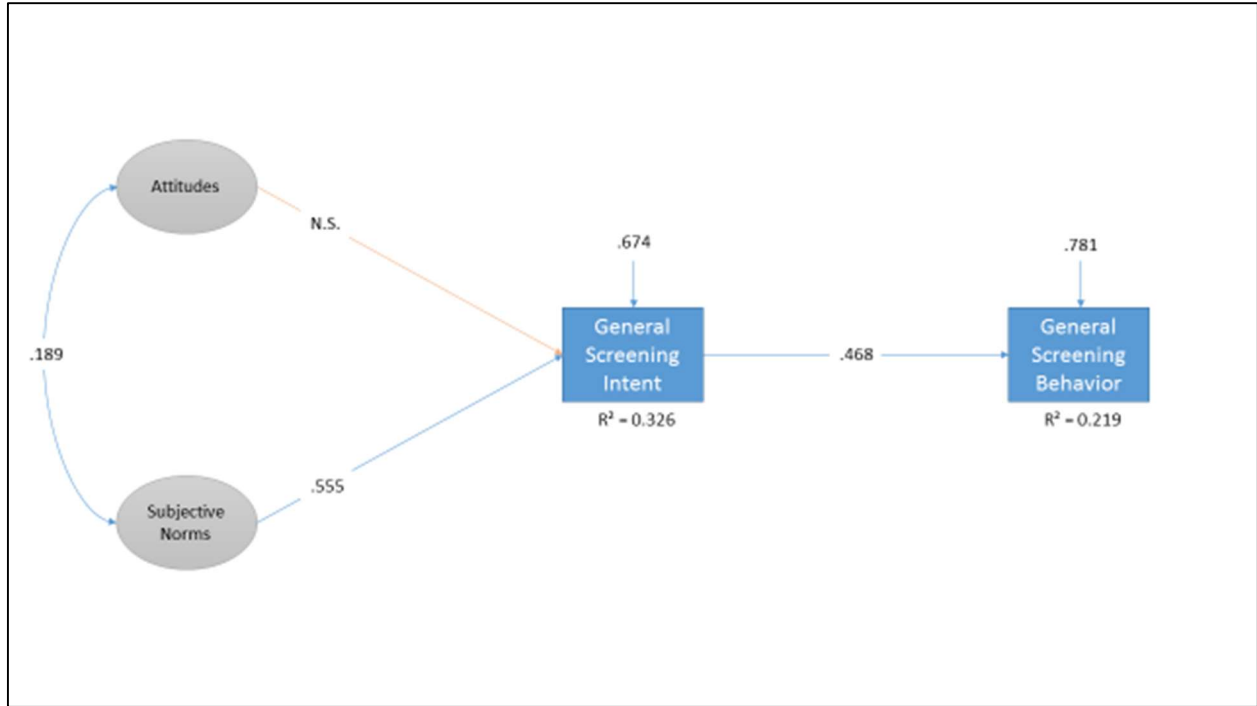 Attitudes
N.S.
.674
.781
General
Screening
Intent
General
Screening
Behavior
.189
.468
R² = 0.326
R² = 0.219
.555
Subjective
Norms